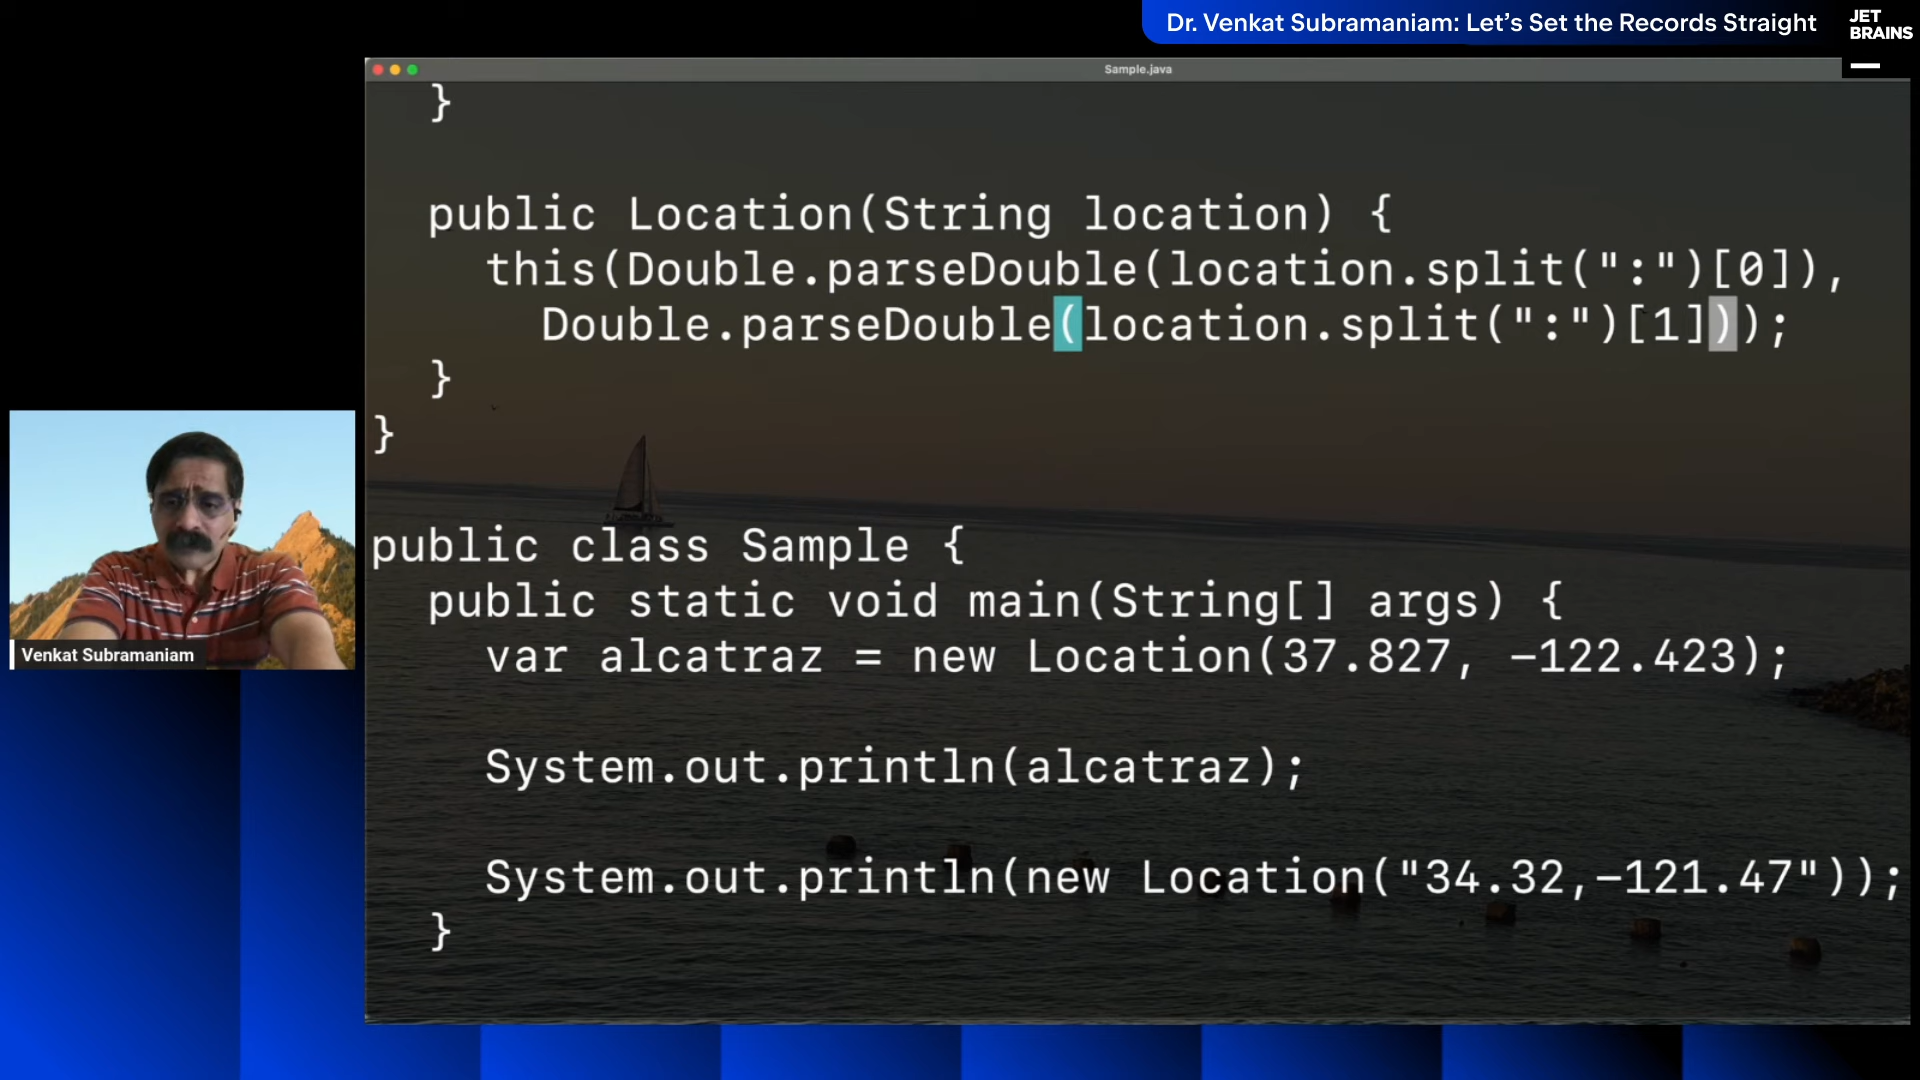 Dr. Venkat Subramaniam: Let’s Set the Records Straight
JET
BRAINS
Sample.java
}
public Location(String location) {
this(Double.parseDouble(location.split(":")[0]),
Double.parseDouble(location.split(":")[1]));
}
}
public class Sample {
public static void main(String[] args) {
var alcatraz = new Location(37.827, -122.423);
System.out.println(alcatraz);
System.out.println(new Location("34.32,-121.47"));
}
Venkat Subramaniam